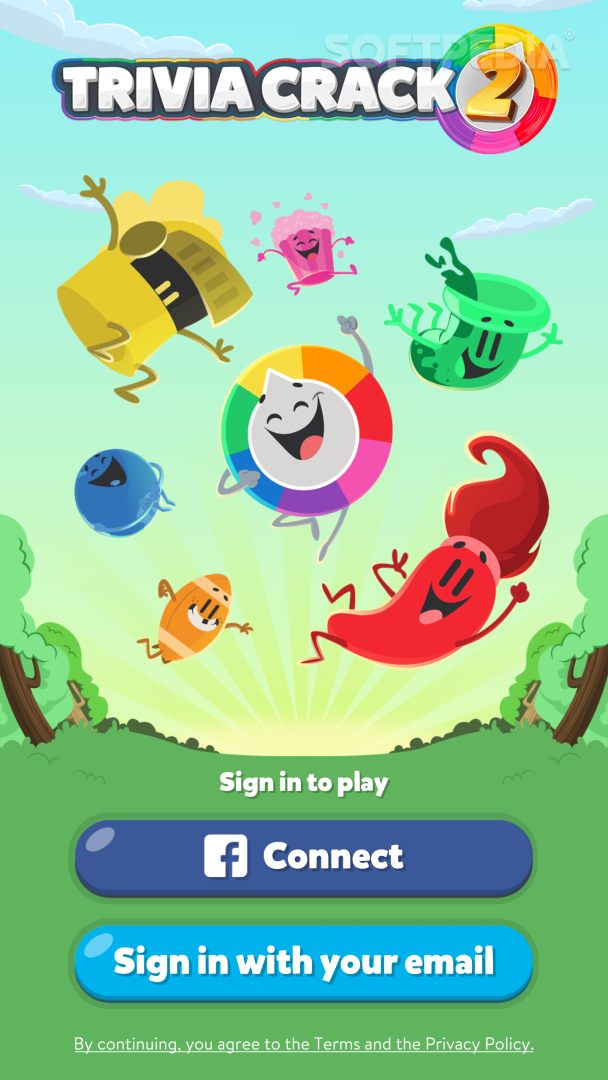 SOFTPEDIA®
TRIVIA CRACK 2
Sign in to play
Connect
Sign in with your email
By continuing, you agree to the Terms and the Privacy Policy.